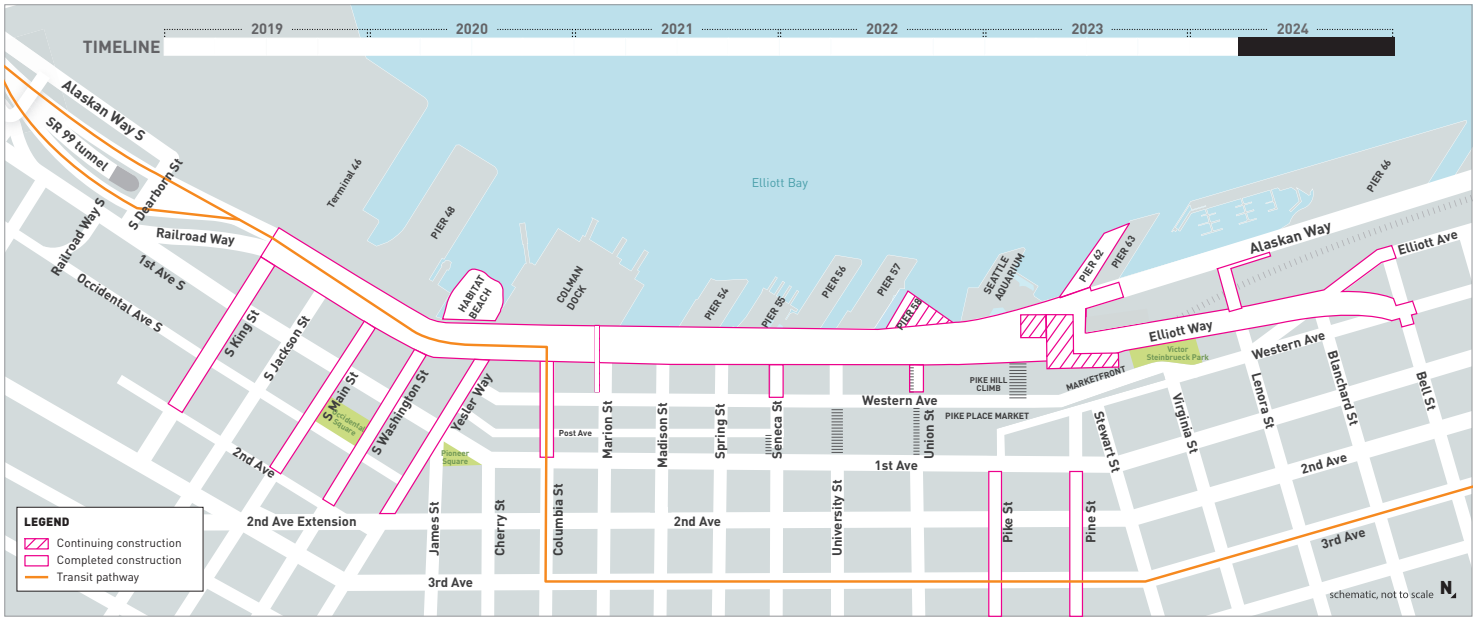 2019
2020
2021
2022
2023
2024
TIMELINE
Alaskan Way S
SR 99 tunnel
S Dearborn St
Railroad Way S
Railroad Way
1st Ave S
Occidental Ave S
Terminal 46
PIER 48
Elliott Bay
HABITAT
BEACH
COLMAN
DOCK
PIER 54
PIER 55
PIER 56
PIER 57
PIER 58
SEATTLE
AQUARIUM
PIER 62
PIER 63
PIER 66
Alaskan Way
Elliott Ave
Elliott Way
Victor
Steinbrueck Park
Western Ave
S King St
S Jackson St
S Main St
Occidental
Square
S Washington St
Yesler Way
Pioneer
Square
2nd Ave
PIKE HILL
CLIMB
MARKETFRONT
Western Ave
PIKE PLACE MARKET
Post Ave
Marion St
Madison St
Spring St
Seneca St
Union St
1st Ave
Stewart St
Virginia St
Lenora St
Blanchard St
Bell St
2nd Ave
2nd Ave Extension
James St
Cherry St
Columbia St
2nd Ave
University St
Pike St
Pine St
3rd Ave
3rd Ave
LEGEND
Continuing construction
Completed construction
Transit pathway
schematic, not to scale
N